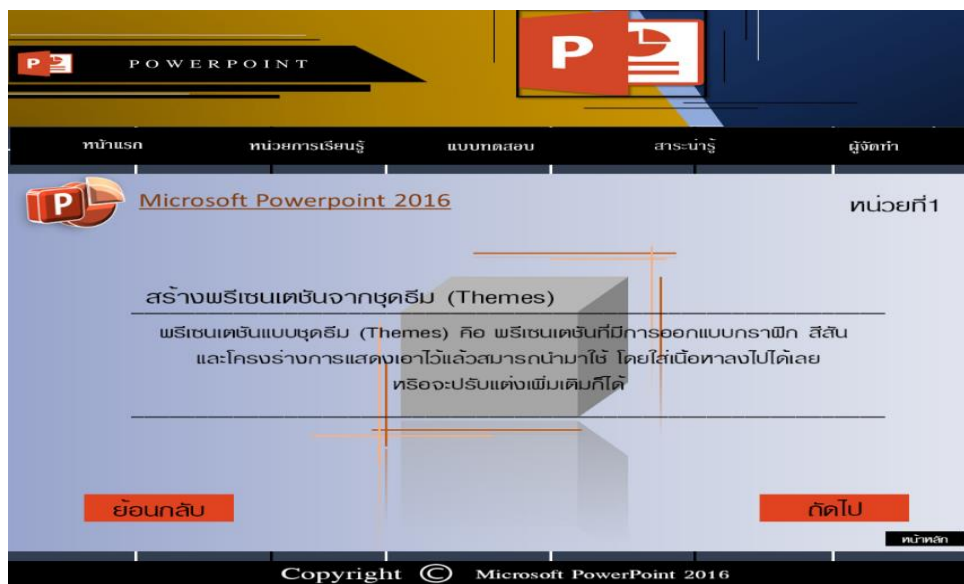 POWERPOINT
หน้าแรก หน่วยการเรียนรู้ แบบทดสอบ สาระน่ารู้ ผู้จัดทำ
Microsoft Powerpoint 2016
หน่วยที่1
สร้างพรีเซนเตชันจากชุดธีม (Themes)
พรีเซนเตชันแบบชุดธีม (Themes) คือ พรีเซนเตชันที่มีการออกแบบกราฟิก สีสัน
และโครงร่างการแสดงเอาไว้แล้วสมารถนำมาใช้ โดยใส่เนื้อหาลงไปได้เลย
หรือจะปรับแต่งเพิ่มเติมก็ได้
ย้อนกลับ ถัดไป
หน้าหลัก
Copyright © Microsoft PowerPoint 2016